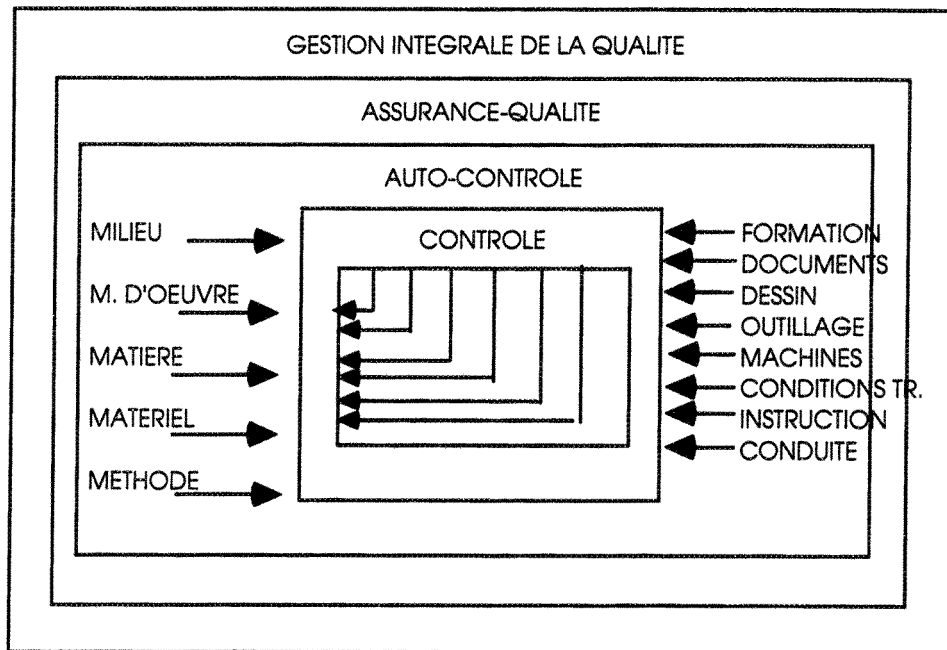 GESTION INTEGRALE DE LA QUALITE
ASSURANCE-QUALITE
AUTO-CONTROLE
CONTROLE
MILIEU
M. D'OEUVRE
MATIERE
MATERIEL
METHODE
FORMATION
DOCUMENTS
DESSIN
OUTILLAGE
MACHINES
CONDITIONS TR.
INSTRUCTION
CONDUITE